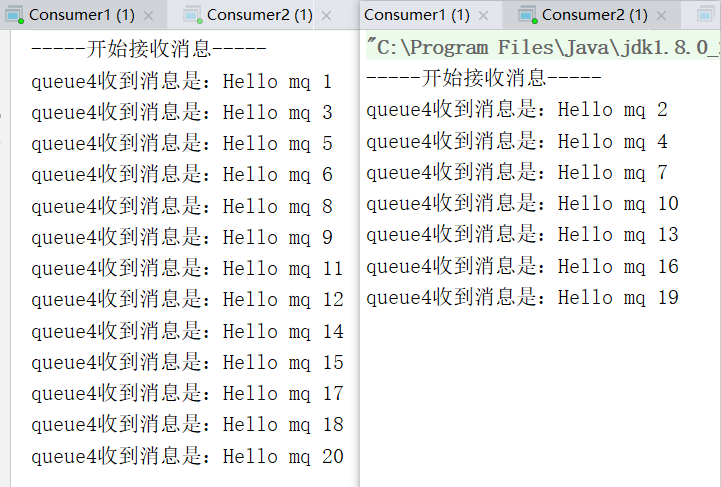 Consumer1 (1) Consumer2 (1)
-----开始接收消息-----
queue4收到消息是：Hello mq 1
queue4收到消息是：Hello mq 3
queue4收到消息是：Hello mq 5
queue4收到消息是：Hello mq 6
queue4收到消息是：Hello mq 8
queue4收到消息是：Hello mq 9
queue4收到消息是：Hello mq 11
queue4收到消息是：Hello mq 12
queue4收到消息是：Hello mq 14
queue4收到消息是：Hello mq 15
queue4收到消息是：Hello mq 17
queue4收到消息是：Hello mq 18
queue4收到消息是：Hello mq 20
Consumer1 (1) Consumer2 (1)
"C:\Program Files\Java\jdk1.8.0_
-----开始接收消息-----
queue4收到消息是：Hello mq 2
queue4收到消息是：Hello mq 4
queue4收到消息是：Hello mq 7
queue4收到消息是：Hello mq 10
queue4收到消息是：Hello mq 13
queue4收到消息是：Hello mq 16
queue4收到消息是：Hello mq 19